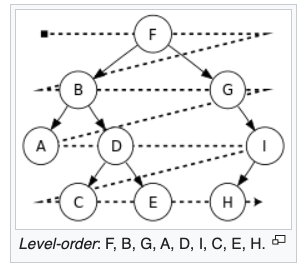 F
B G
A D I
C E H
Level-order: F, B, G, A, D, I, C, E, H.